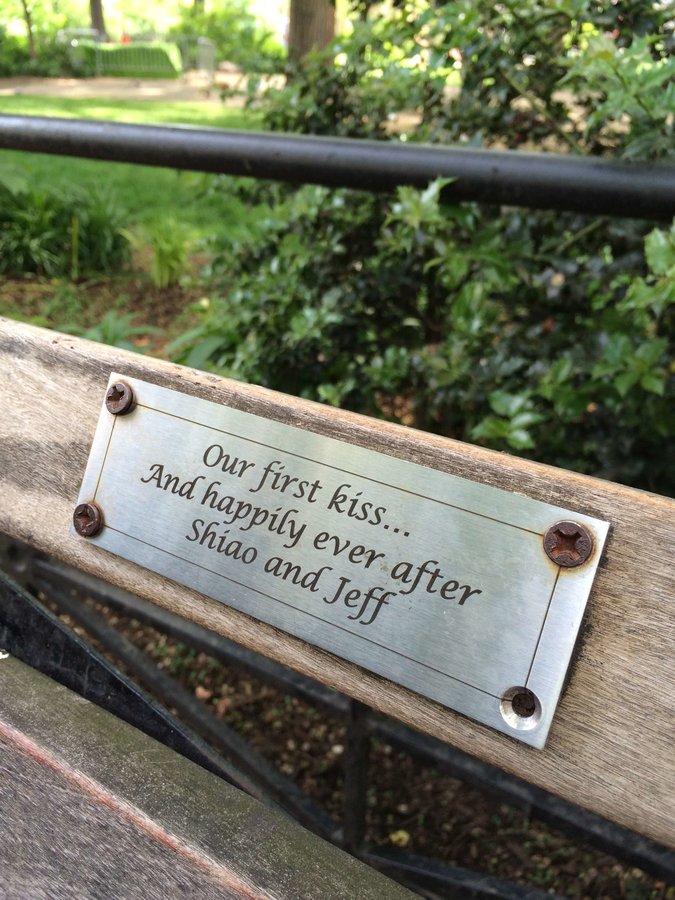 Our first kiss...
And happily ever after
Shiao and Jeff